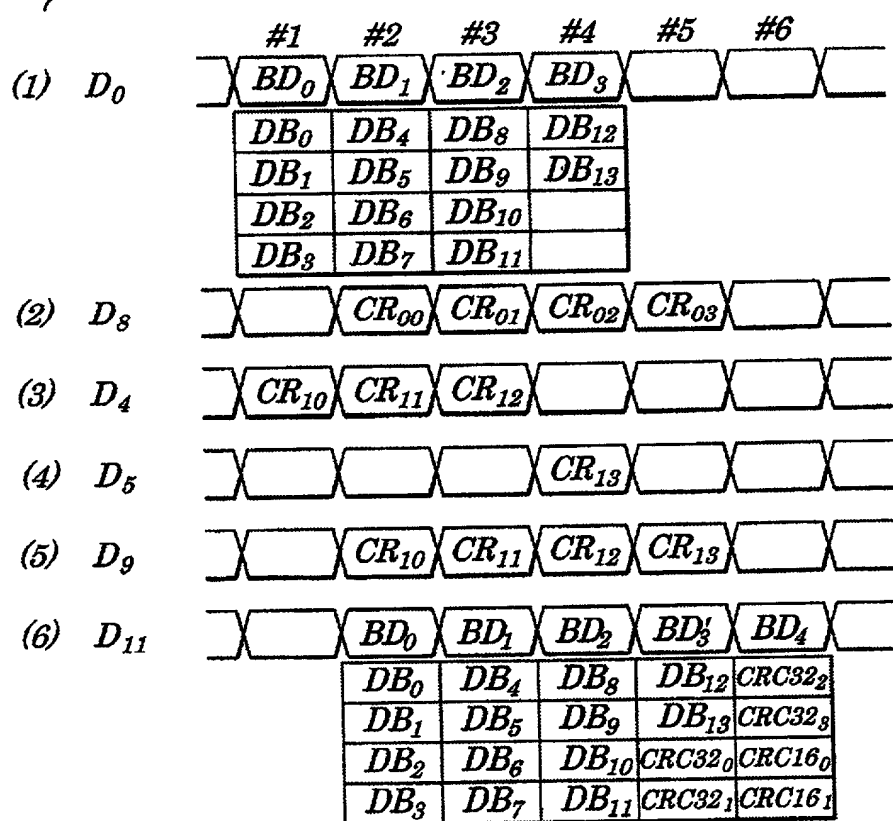 #1 #2 #3 #4 #5 #6
(1) D0 BD0 BD1 BD2 BD3
DB0 DB4 DB8 DB12
DB1 DB5 DB9 DB13
DB2 DB6 DB10
DB3 DB7 DB11
(2) D8 CR00 CR01 CR02 CR03
(3) D4 CR10 CR11 CR12
(4) D5 CR13
(5) D9 CR10 CR11 CR12 CR13
(6) D11 BD0 BD1 BD2 BD3' BD4
DB0 DB4 DB8 DB12 CRC322
DB1 DB5 DB9 DB13 CRC323
DB2 DB6 DB10 CRC320 CRC160
DB3 DB7 DB11 CRC321 CRC161